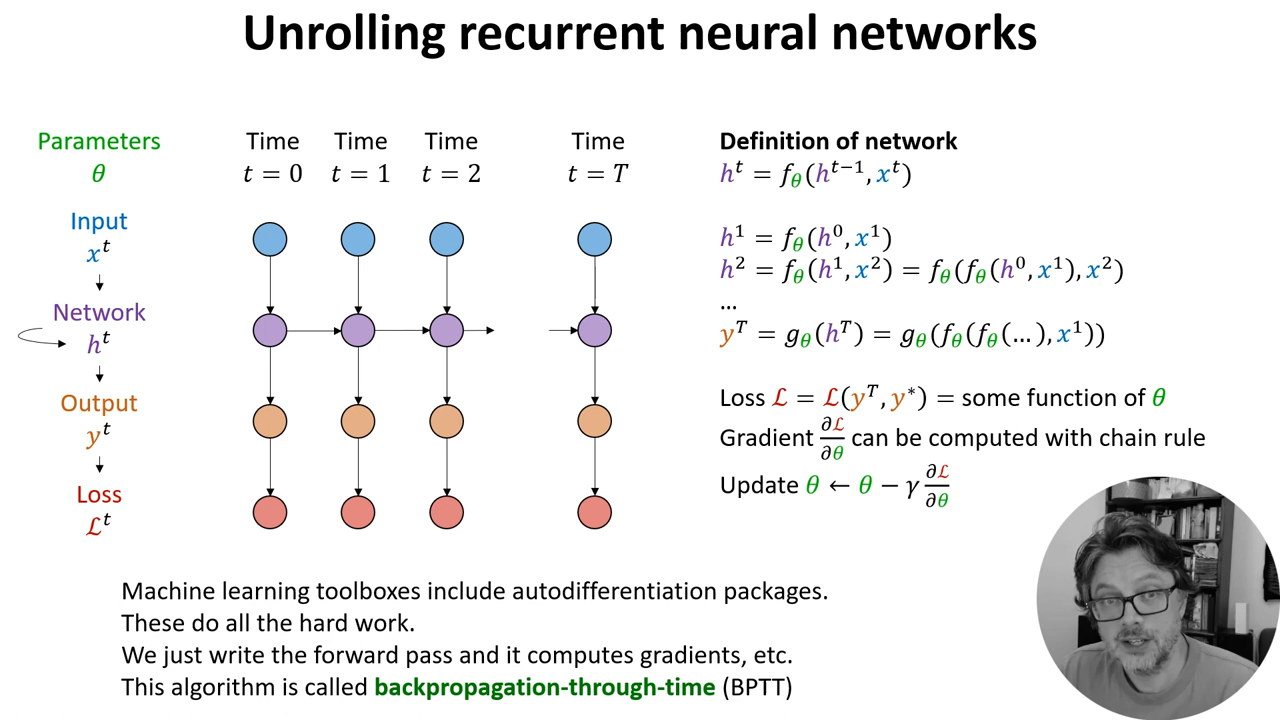 Unrolling recurrent neural networks
Parameters
θ
Input
x^t
Network
h^t
Output
y^t
Loss
ℒ^t
Time
t = 0
Time
t = 1
Time
t = 2
Time
t = T
Definition of network
h^t = f_θ(h^{t−1}, x^t)
h^1 = f_θ(h^0, x^1)
h^2 = f_θ(h^1, x^2) = f_θ(f_θ(h^0, x^1), x^2)
...
y^T = g_θ(h^T) = g_θ(f_θ(f_θ(…), x^1))
Loss ℒ = ℒ(y^T, y^*) = some function of θ
Gradient ∂ℒ/∂θ can be computed with chain rule
Update θ ← θ − γ ∂ℒ/∂θ
Machine learning toolboxes include autodifferentiation packages.
These do all the hard work.
We just write the forward pass and it computes gradients, etc.
This algorithm is called backpropagation-through-time (BPTT)